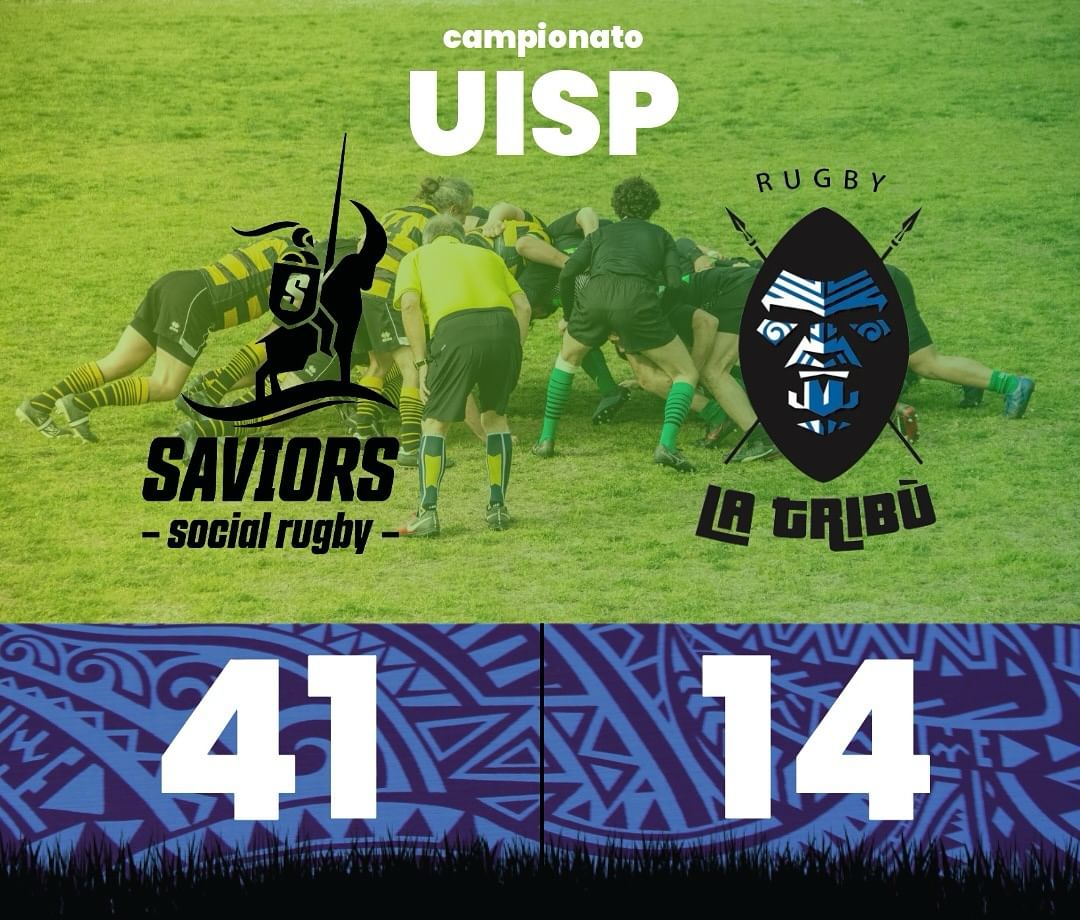 campionato
UISP
S
SAVIORS
- social rugby -
RUGBY
LA TRIBÙ
41
14